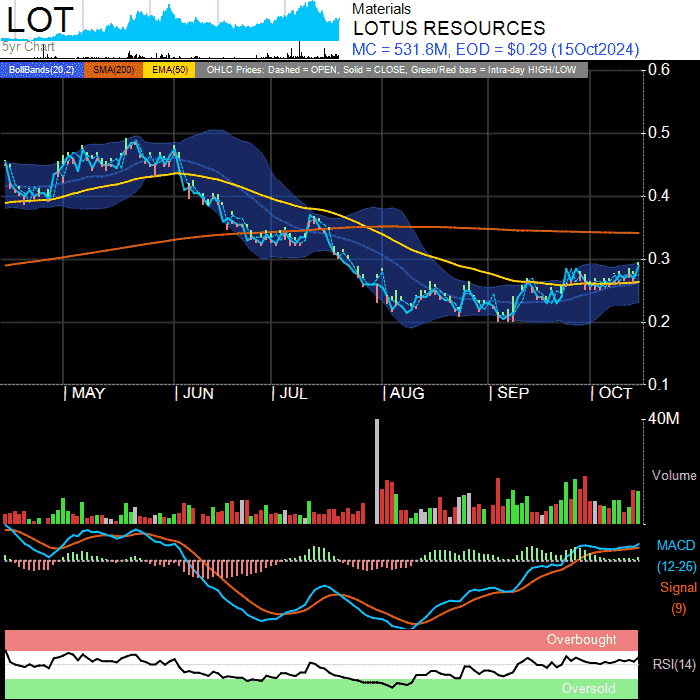 LOT
Materials
LOTUS RESOURCES
MC = 531.8M, EOD = $0.29 (15Oct2024)
5yr Chart
BollBands(20,2) SMA(200) EMA(50) OHLC Prices: Dashed = OPEN, Solid = CLOSE, Green/Red bars = Intra-day HIGH/LOW
0.6
0.5
0.4
0.3
0.2
0.1
MAY JUN JUL AUG SEP OCT
40M
Volume
MACD
(12-26)
Signal
(9)
Overbought
RSI(14)
Oversold